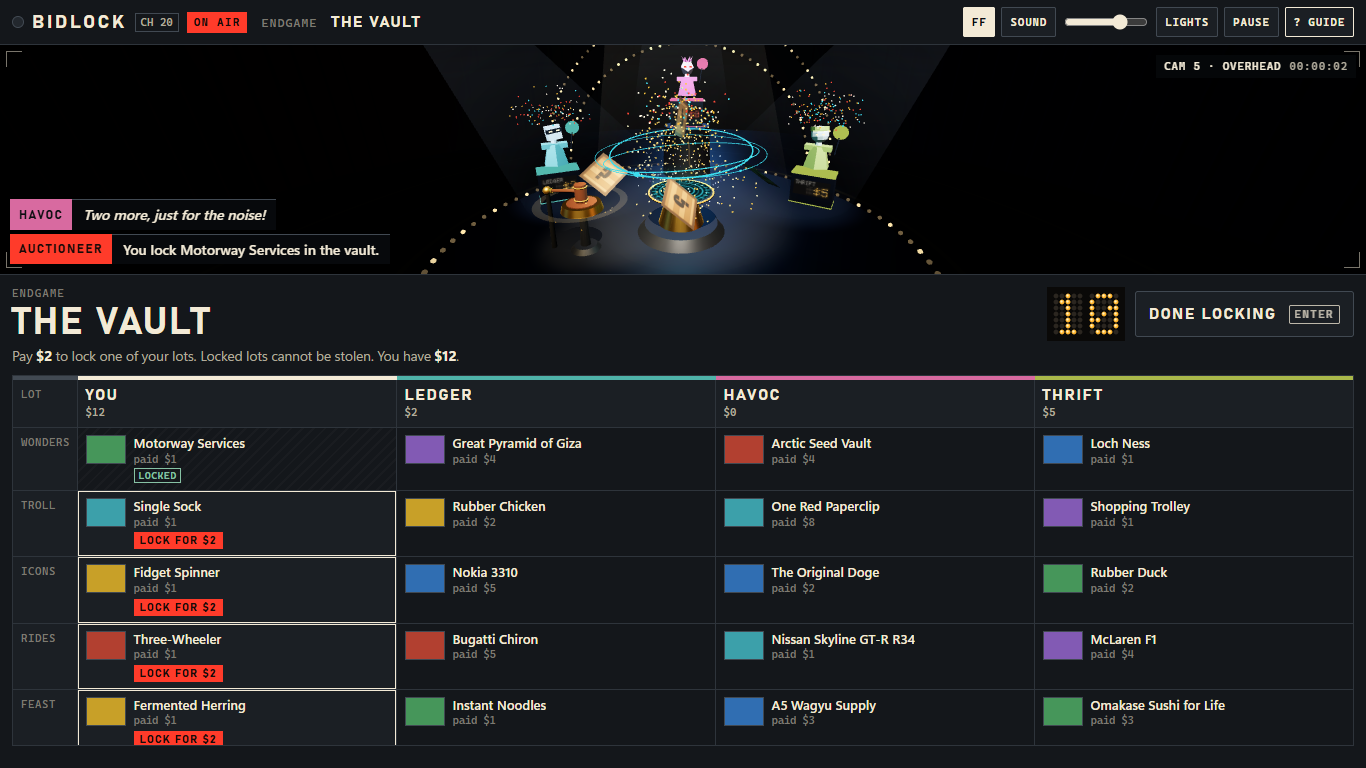 BIDLOCK CH 20 ON AIR ENDGAME THE VAULT FF SOUND LIGHTS PAUSE ? GUIDE
CAM 5 · OVERHEAD 00:00:02
HAVOC Two more, just for the noise!
AUCTIONEER You lock Motorway Services in the vault.
THRIFT
$5
5
ENDGAME
THE VAULT
Pay $2 to lock one of your lots. Locked lots cannot be stolen. You have $12.
10
DONE LOCKING ENTER
LOT YOU LEDGER HAVOC THRIFT
$12 $2 $0 $5
WONDERS Motorway Services Great Pyramid of Giza Arctic Seed Vault Loch Ness
paid $1 paid $4 paid $4 paid $1
LOCKED
TROLL Single Sock Rubber Chicken One Red Paperclip Shopping Trolley
paid $1 paid $2 paid $8 paid $1
LOCK FOR $2
ICONS Fidget Spinner Nokia 3310 The Original Doge Rubber Duck
paid $1 paid $5 paid $2 paid $2
LOCK FOR $2
RIDES Three-Wheeler Bugatti Chiron Nissan Skyline GT-R R34 McLaren F1
paid $1 paid $5 paid $1 paid $4
LOCK FOR $2
FEAST Fermented Herring Instant Noodles A5 Wagyu Supply Omakase Sushi for Life
paid $1 paid $1 paid $3 paid $3
LOCK FOR $2